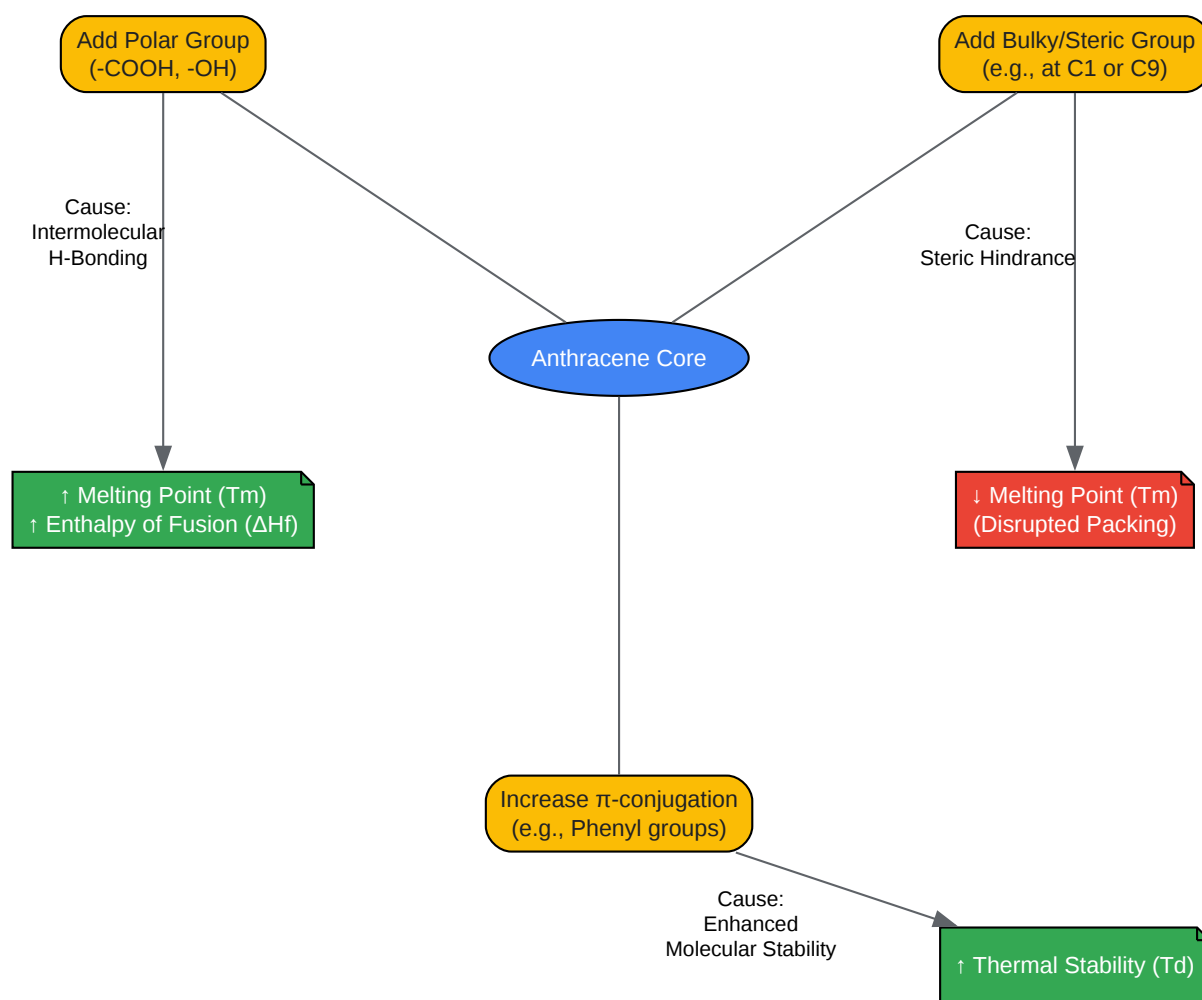 Add Polar Group
(-COOH, -OH)
Add Bulky/Steric Group
(e.g., at C1 or C9)
Cause:
Intermolecular
H-Bonding
Cause:
Steric Hindrance
Anthracene Core
↑ Melting Point (Tm)
↑ Enthalpy of Fusion (ΔHf)
↓ Melting Point (Tm)
(Disrupted Packing)
Increase π-conjugation
(e.g., Phenyl groups)
Cause:
Enhanced
Molecular Stability
↑ Thermal Stability (Td)